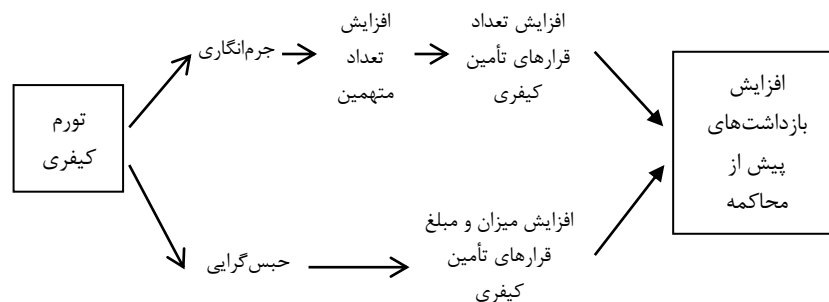 تورم
کیفری
جرم‌انگاری
افزایش
تعداد
متهمین
افزایش تعداد
قرارهای تأمین
کیفری
حبس‌گرایی
افزایش میزان و مبلغ
قرارهای تأمین
کیفری
افزایش
بازداشت‌های
پیش از
محاکمه